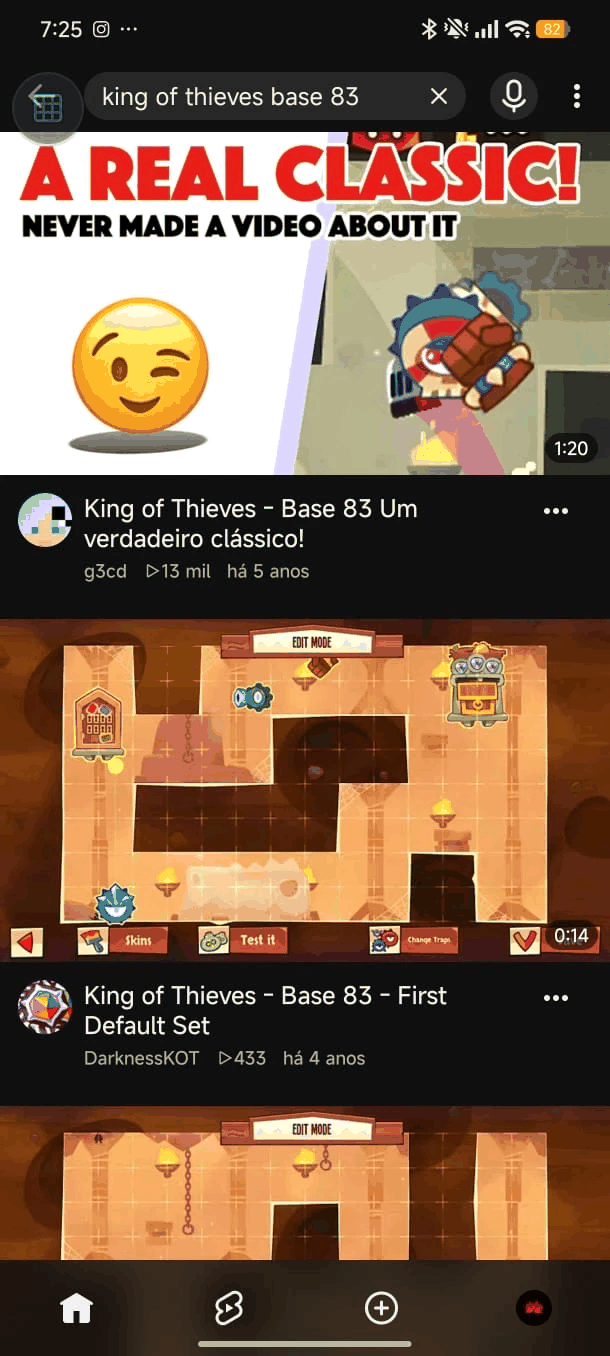 7:25
82
king of thieves base 83
A REAL CLASSIC!
NEVER MADE A VIDEO ABOUT IT
1:20
King of Thieves - Base 83 Um
verdadeiro clássico!
g3cd 13 mil há 5 anos
EDIT MODE
Skins
Test it
Change Traps
0:14
King of Thieves - Base 83 - First
Default Set
DarknessKOT 433 há 4 anos
EDIT MODE